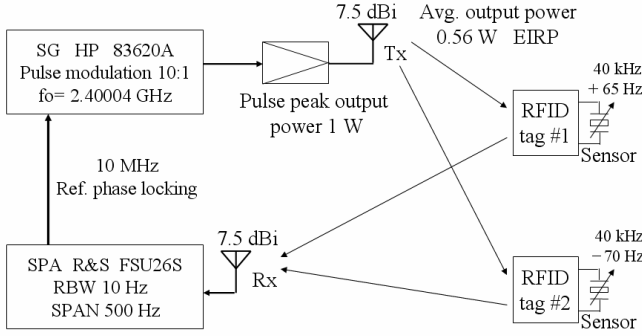 SG HP 83620A
Pulse modulation 10:1
fo= 2.40004 GHz
7.5 dBi
Tx
Avg. output power
0.56 W EIRP
Pulse peak output
power 1 W
40 kHz
+ 65 Hz
RFID
tag #1
Sensor
10 MHz
Ref. phase locking
7.5 dBi
Rx
SPA R&S FSU26S
RBW 10 Hz
SPAN 500 Hz
40 kHz
−70 Hz
RFID
tag #2
Sensor